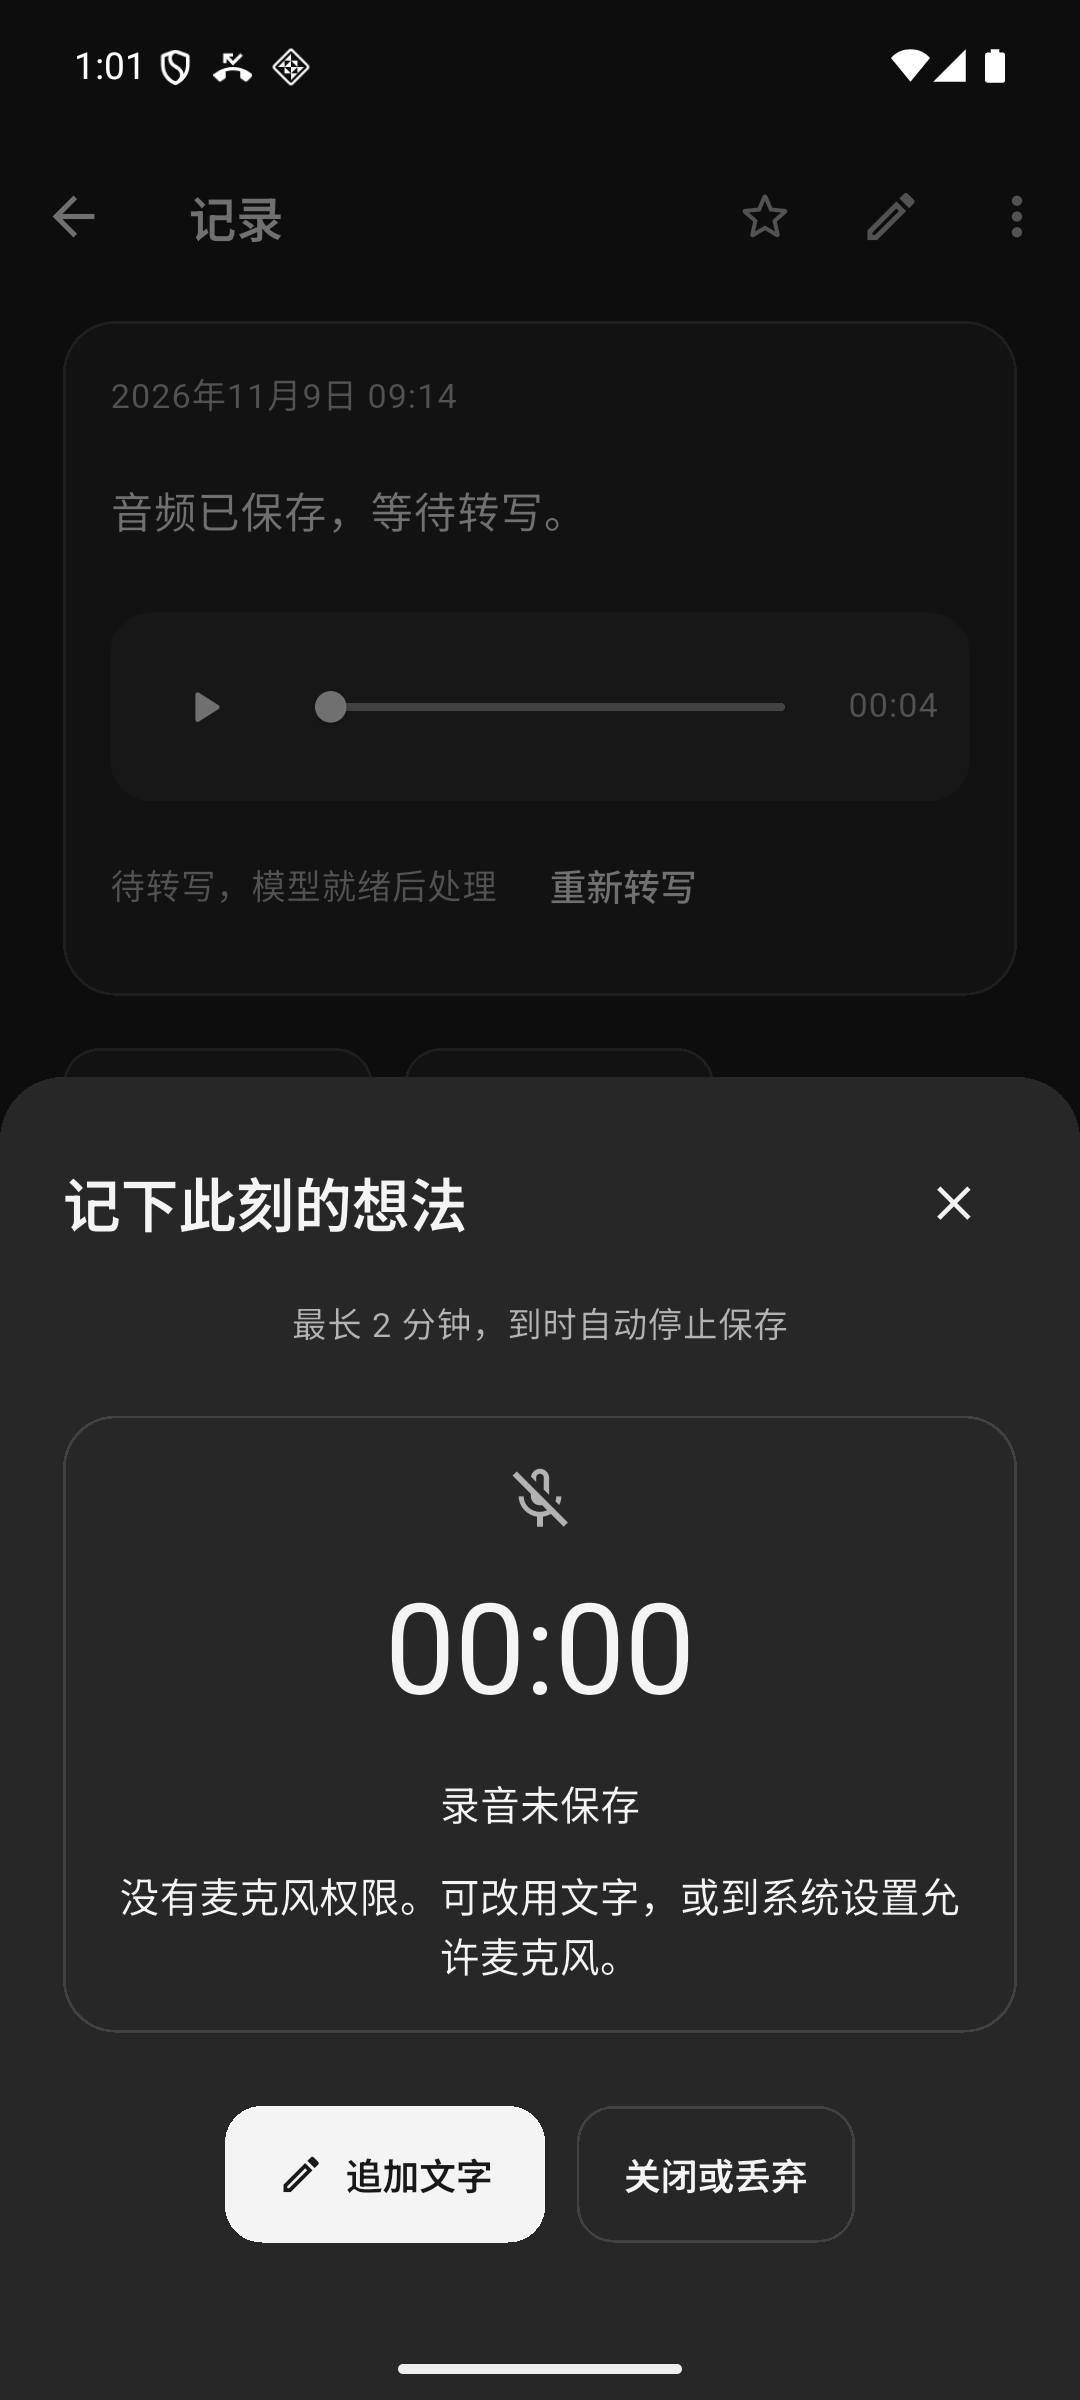 1:01
记录
2026年11月9日 09:14
音频已保存，等待转写。
00:04
待转写，模型就绪后处理
重新转写
记下此刻的想法
最长 2 分钟，到时自动停止保存
00:00
录音未保存
没有麦克风权限。可改用文字，或到系统设置允
许麦克风。
追加文字
关闭或丢弃